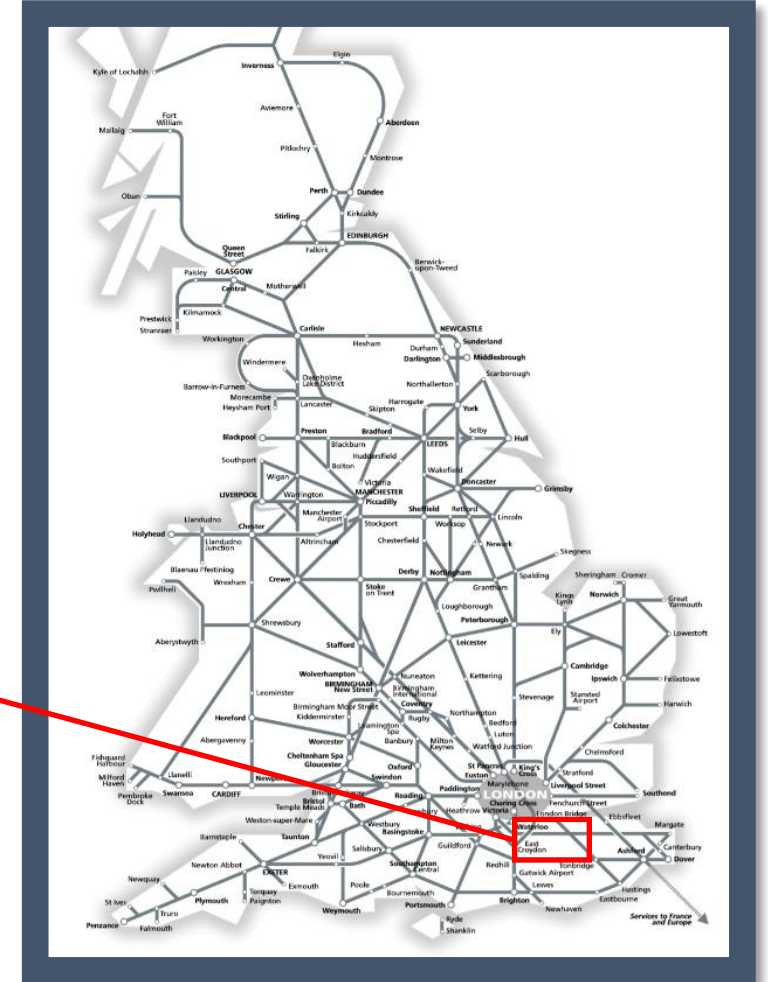 Elgin
Inverness
Kyle of Lochalsh
Aviemore
Fort
William
Aberdeen
Mallaig
Pitlochry
Montrose
Perth
Dundee
Oban
Kirkcaldy
Stirling
EDINBURGH
Queen
Street
Falkirk
Berwick-
upon-Tweed
Paisley
GLASGOW
Central
Motherwell
Kilmarnock
Prestwick
Stranraer
Carlisle
NEWCASTLE
Workington
Hexham
Sunderland
Durham
Darlington
Middlesbrough
Windermere
Scarborough
Oxenholme
Lake District
Barrow-in-Furness
Northallerton
Morecambe
Heysham Port
Lancaster
Harrogate
York
Skipton
Blackpool
Preston
Bradford
Selby
Hull
Blackburn
LEEDS
Huddersfield
Southport
Bolton
Wakefield
Wigan
Victoria
Doncaster
LIVERPOOL
Warrington
MANCHESTER
Piccadilly
Grimsby
Manchester
Airport
Sheffield
Retford
Llandudno
Stockport
Worksop
Lincoln
Holyhead
Chester
Llandudno
Junction
Altrincham
Chesterfield
Newark
Skegness
Blaenau Ffestiniog
Derby
Nottingham
Spalding
Sheringham
Cromer
Pwllheli
Wrexham
Crewe
Stoke
on Trent
Grantham
Kings
Lynn
Norwich
Great
Yarmouth
Loughborough
Peterborough
Shrewsbury
Ely
Lowestoft
Aberystwyth
Stafford
Leicester
Wolverhampton
Cambridge
BIRMINGHAM
New Street
Nuneaton
Kettering
Ipswich
Felixstowe
Birmingham
International
Leominster
Stevenage
Stansted
Airport
Birmingham Moor Street
Coventry
Harwich
Kidderminster
Rugby
Northampton
Hereford
Leamington
Spa
Bedford
Colchester
Abergavenny
Worcester
Banbury
Milton
Keynes
Luton
Watford Junction
Chelmsford
Cheltenham Spa
Gloucester
Fishguard
Harbour
Oxford
St Pancras
King's
Cross
Euston
Stratford
Milford
Haven
Llanelli
Swindon
Marylebone
Liverpool Street
Paddington
LONDON
Southend
Pembroke
Dock
Swansea
CARDIFF
Reading
Bristol
Temple Meads
Bath
Heathrow
Victoria
Charing Cross
Fenchurch Street
London Bridge
Ebbsfleet
Weston-super-Mare
Westbury
Basingstoke
Waterloo
Margate
Barnstaple
Taunton
Guildford
East
Croydon
Canterbury
Salisbury
Yeovil
Tonbridge
Ashford
Dover
Newton Abbot
EXETER
Southampton
Central
Redhill
Gatwick Airport
Newquay
Torquay
Paignton
Exmouth
Poole
Bournemouth
Lewes
Hastings
Eastbourne
St Ives
Plymouth
Weymouth
Portsmouth
Brighton
Newhaven
Truro
Penzance
Falmouth
Ryde
Shanklin
Services to France
and Europe